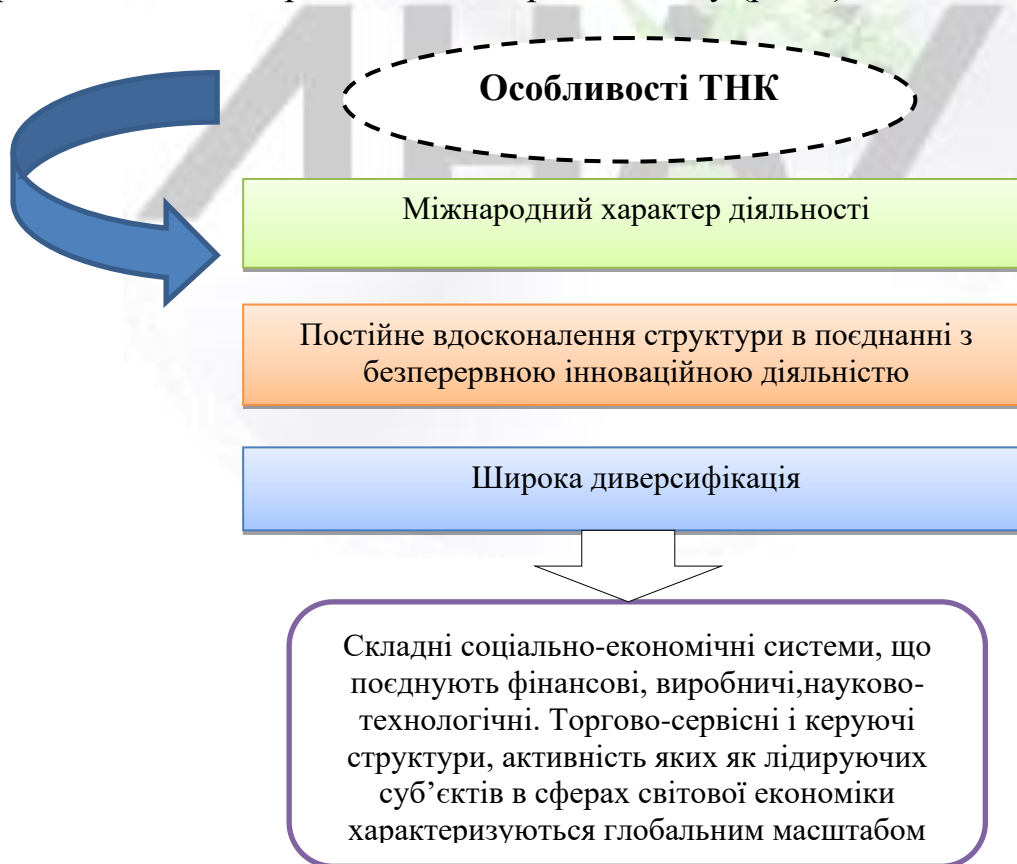 Особливості ТНК
Міжнародний характер діяльності
Постійне вдосконалення структури в поєднанні з
безперервною інноваційною діяльністю
Широка диверсифікація
Складні соціально-економічні системи, що
поєднують фінансові, виробничі,науково-
технологічні. Торгово-сервісні і керуючі
структури, активність яких як лідируючих
суб’єктів в сферах світової економіки
характеризуються глобальним масштабом